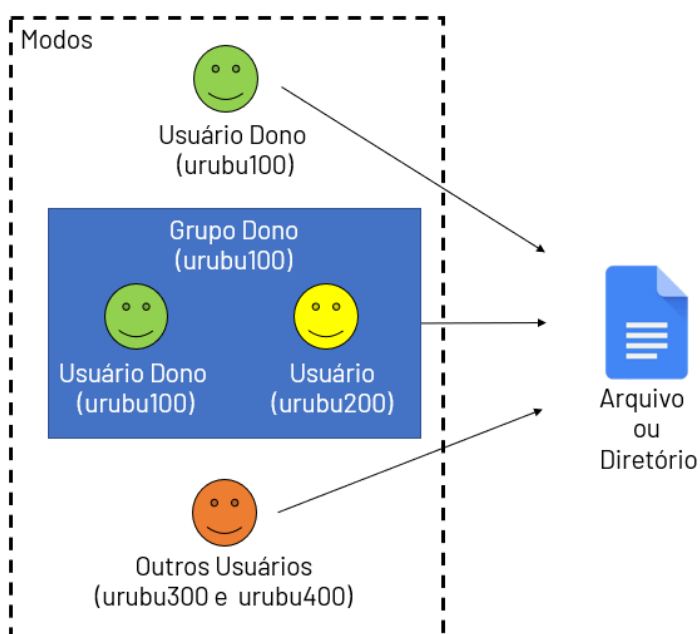 Modos
Usuário Dono
(urubu100)
Grupo Dono
(urubu100)
Usuário Dono
(urubu100)
Usuário
(urubu200)
Outros Usuários
(urubu300 e urubu400)
Arquivo
ou
Diretório